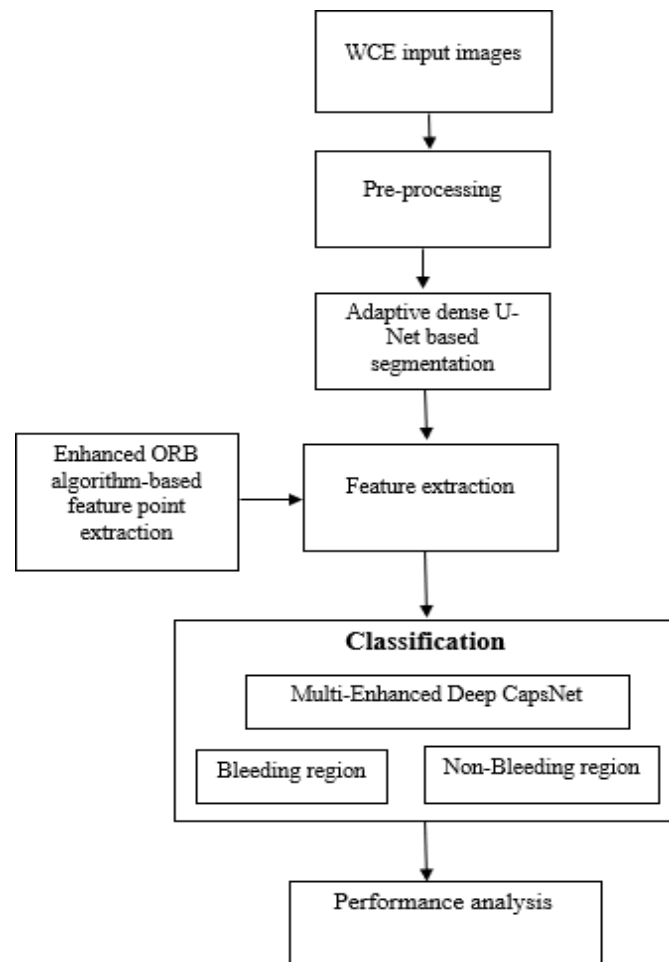 WCE input images
Pre-processing
Adaptive dense U-
Net based
segmentation
Enhanced ORB
algorithm-based
feature point
extraction
Feature extraction
Classification
Multi-Enhanced Deep CapsNet
Bleeding region
Non-Bleeding region
Performance analysis